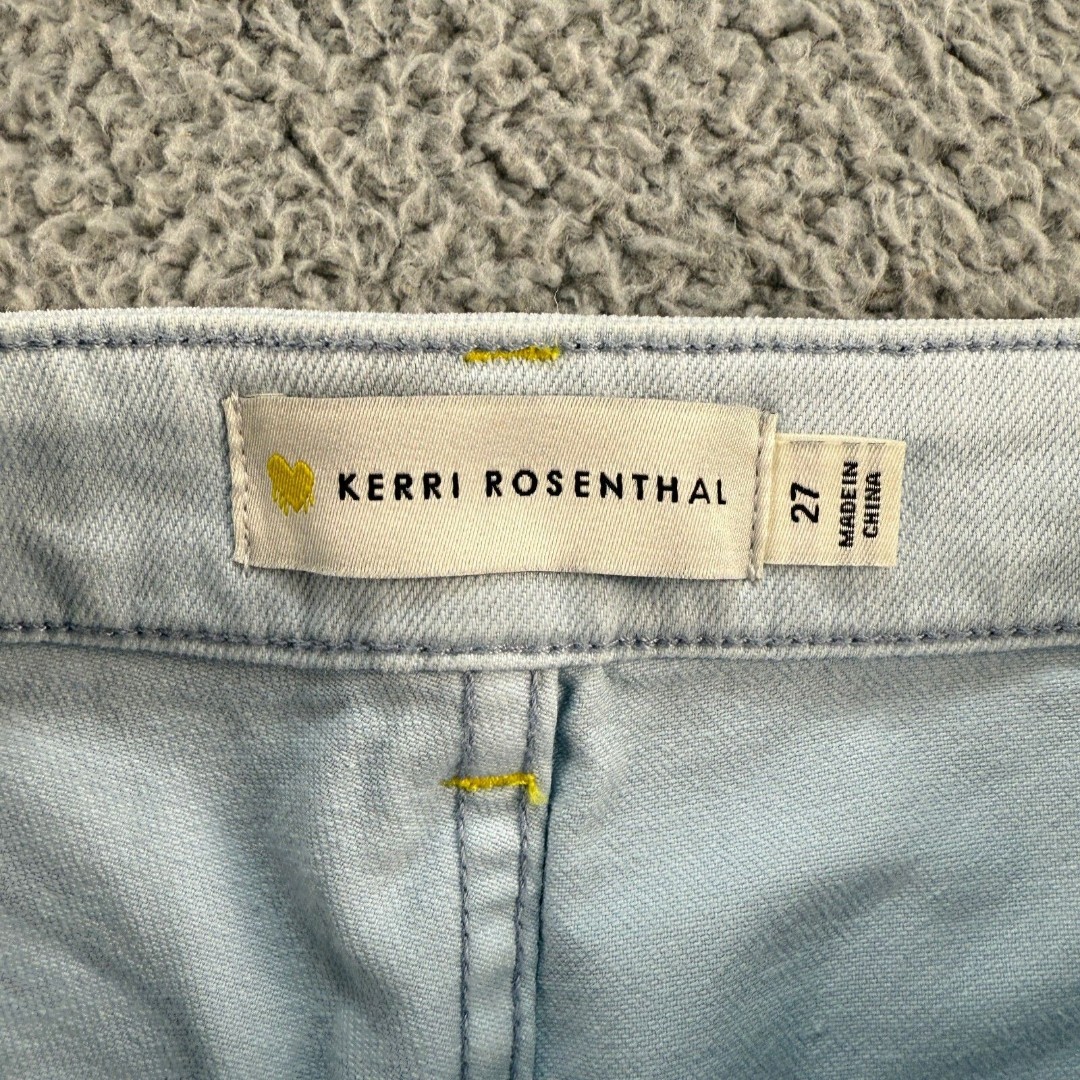 KERRI ROSENTHAL
27
MADE IN
CHINA